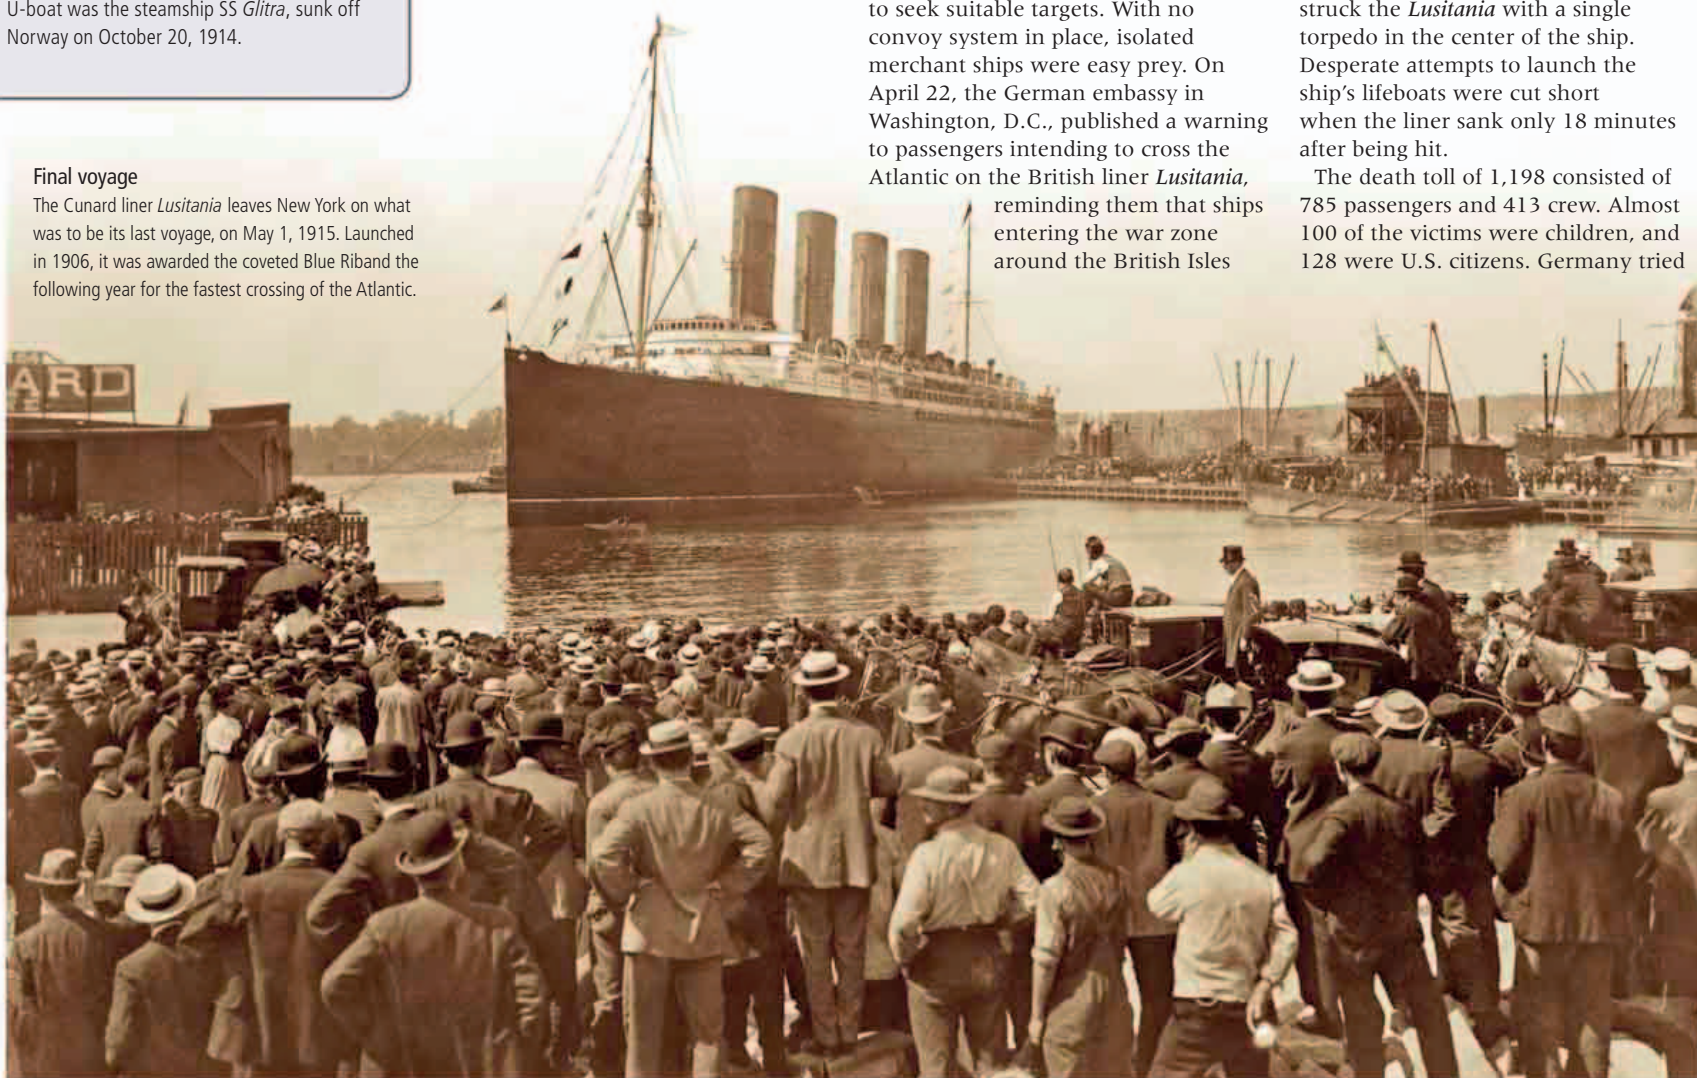 U-boat was the steamship SS Glitra, sunk off
Norway on October 20, 1914.
Final voyage
The Cunard liner Lusitania leaves New York on what
was to be its last voyage, on May 1, 1915. Launched
in 1906, it was awarded the coveted Blue Riband the
following year for the fastest crossing of the Atlantic.
ARD
to seek suitable targets. With no
convoy system in place, isolated
merchant ships were easy prey. On
April 22, the German embassy in
Washington, D.C., published a warning
to passengers intending to cross the
Atlantic on the British liner Lusitania,
reminding them that ships
entering the war zone
around the British Isles
struck the Lusitania with a single
torpedo in the center of the ship.
Desperate attempts to launch the
ship’s lifeboats were cut short
when the liner sank only 18 minutes
after being hit.
The death toll of 1,198 consisted of
785 passengers and 413 crew. Almost
100 of the victims were children, and
128 were U.S. citizens. Germany tried